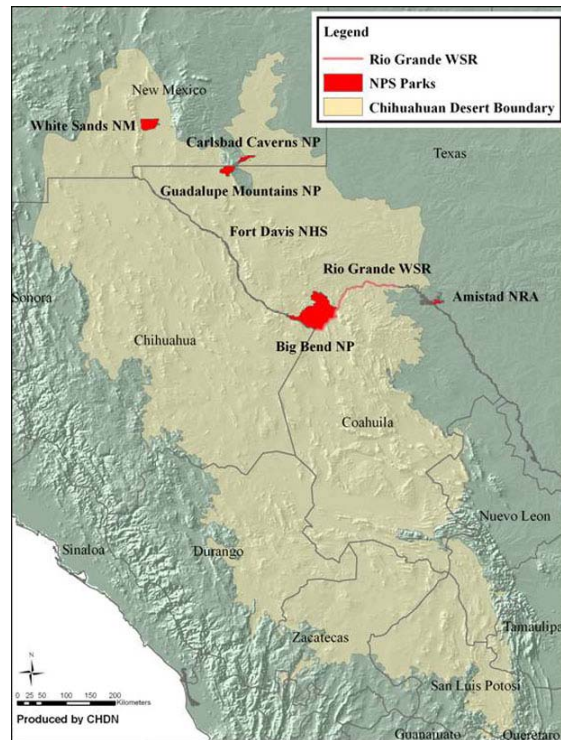 Legend
Rio Grande WSR
NPS Parks
Chihuahuan Desert Boundary
New Mexico
White Sands NM
Carlsbad Caverns NP
Texas
Guadalupe Mountains NP
Fort Davis NHS
Rio Grande WSR
Sonora
Amistad NRA
Chihuahua
Big Bend NP
Coahuila
Nuevo Leon
Sinaloa
Durango
Tamaulipa
Zacatecas
N
San Luis Potosi
0 25 50 100 150 200
Kilometers
Produced by CHDN
Guanajuato
Queretaro